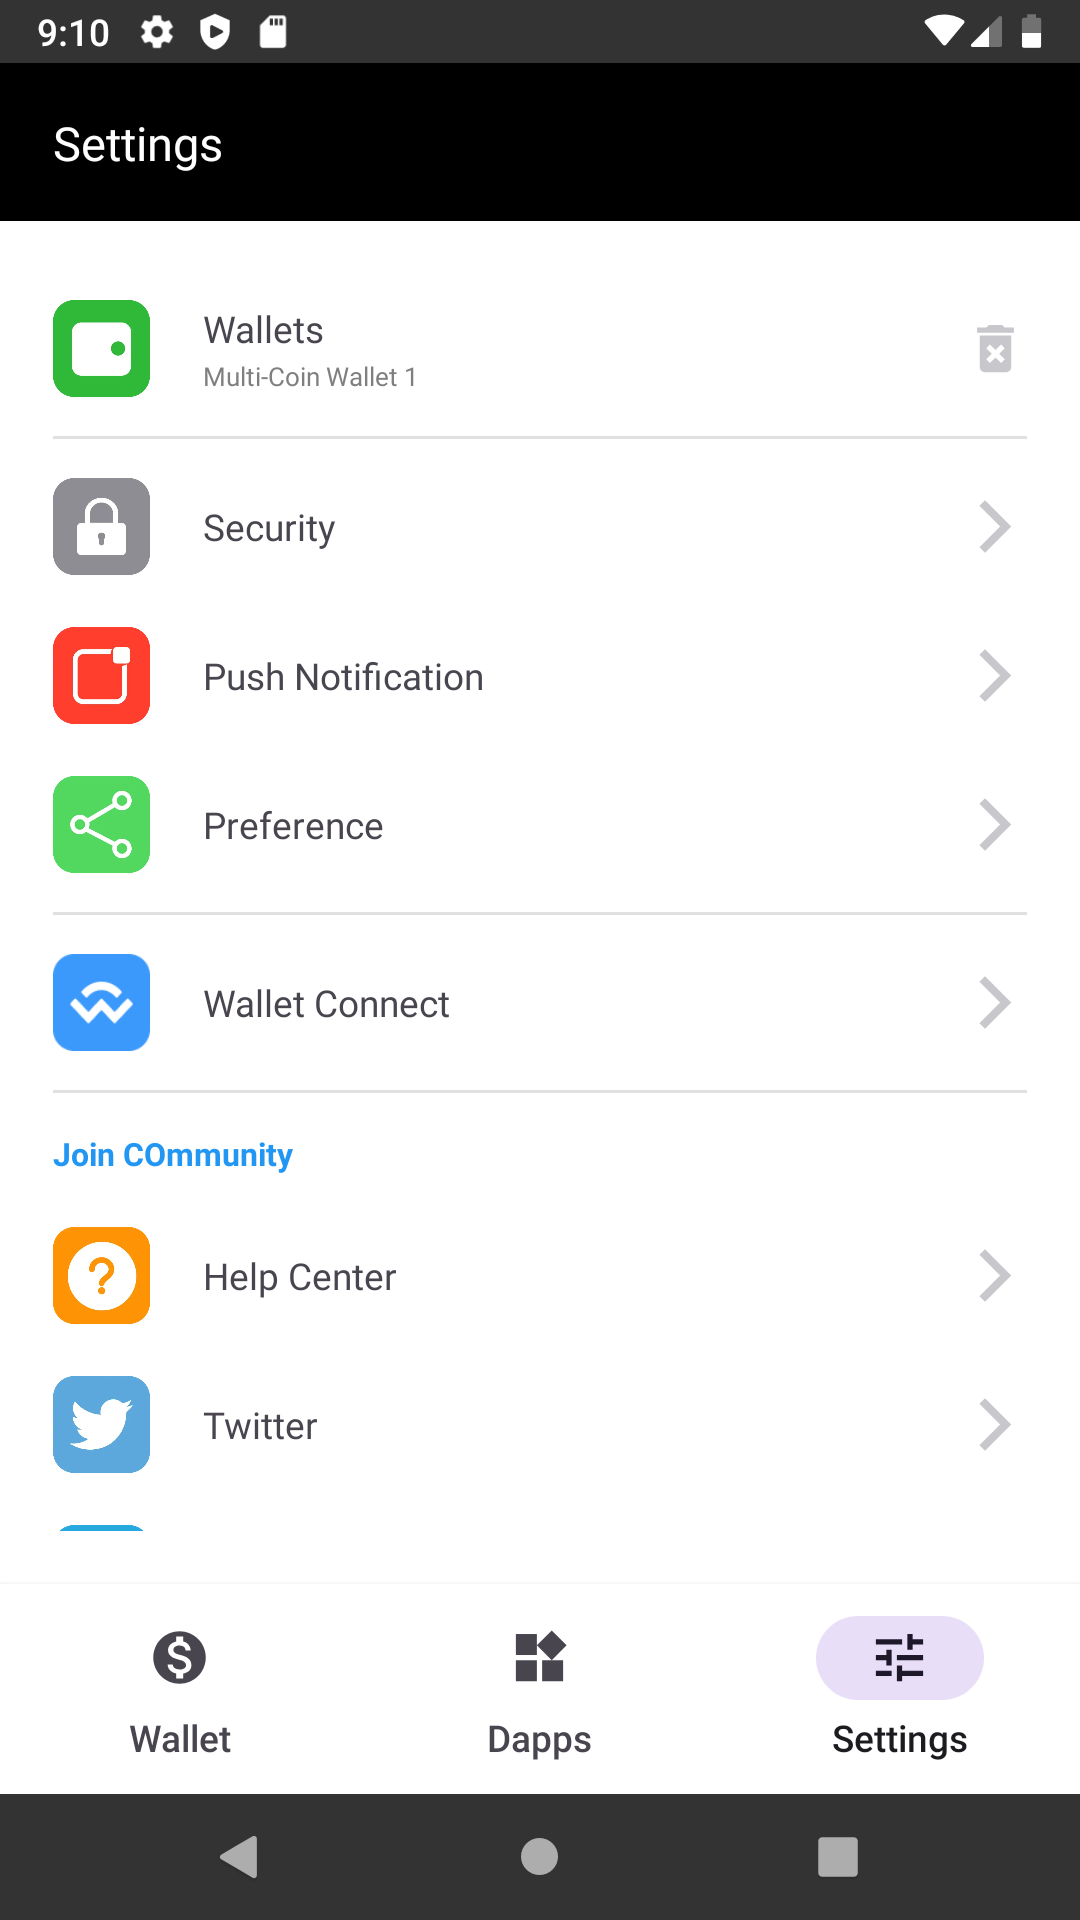 9:10
Settings
Wallets
Multi-Coin Wallet 1
Security
Push Notification
Preference
Wallet Connect
Join COmmunity
Help Center
Twitter
Wallet
Dapps
Settings